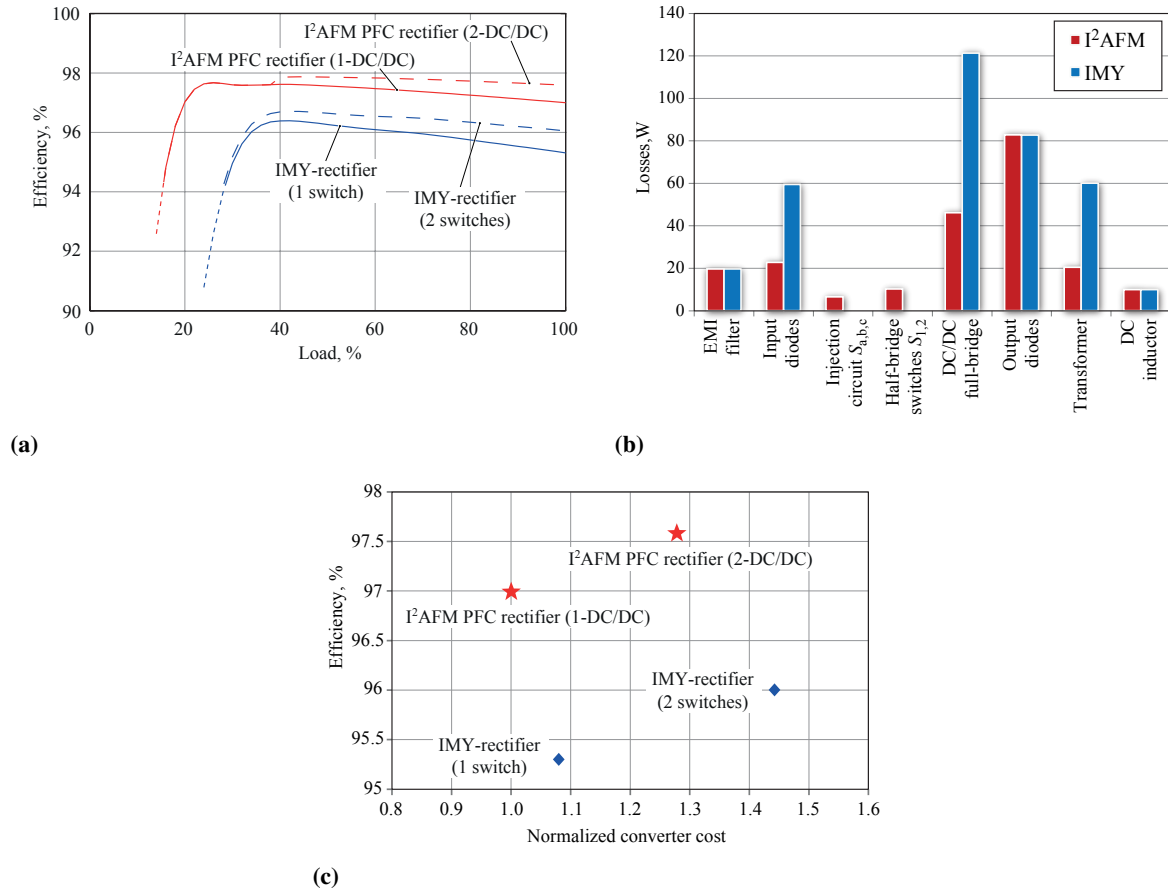 100
98
96
94
92
90
Efficiency, %
0
20
40
60
80
100
Load, %
I²AFM PFC rectifier (2-DC/DC)
I²AFM PFC rectifier (1-DC/DC)
IMY-rectifier
(1 switch)
IMY-rectifier
(2 switches)
(a)
140
120
100
80
60
40
20
0
Losses,W
I²AFM
IMY
EMI
filter
Input
diodes
Injection
circuit Sa,b,c
Half-bridge
switches S1,2
DC/DC
full-bridge
Output
diodes
Transformer
DC
inductor
(b)
98
97.5
97
96.5
96
95.5
95
Efficiency, %
I²AFM PFC rectifier (2-DC/DC)
I²AFM PFC rectifier (1-DC/DC)
IMY-rectifier
(2 switches)
IMY-rectifier
(1 switch)
0.8
0.9
1.0
1.1
1.2
1.3
1.4
1.5
1.6
Normalized converter cost
(c)